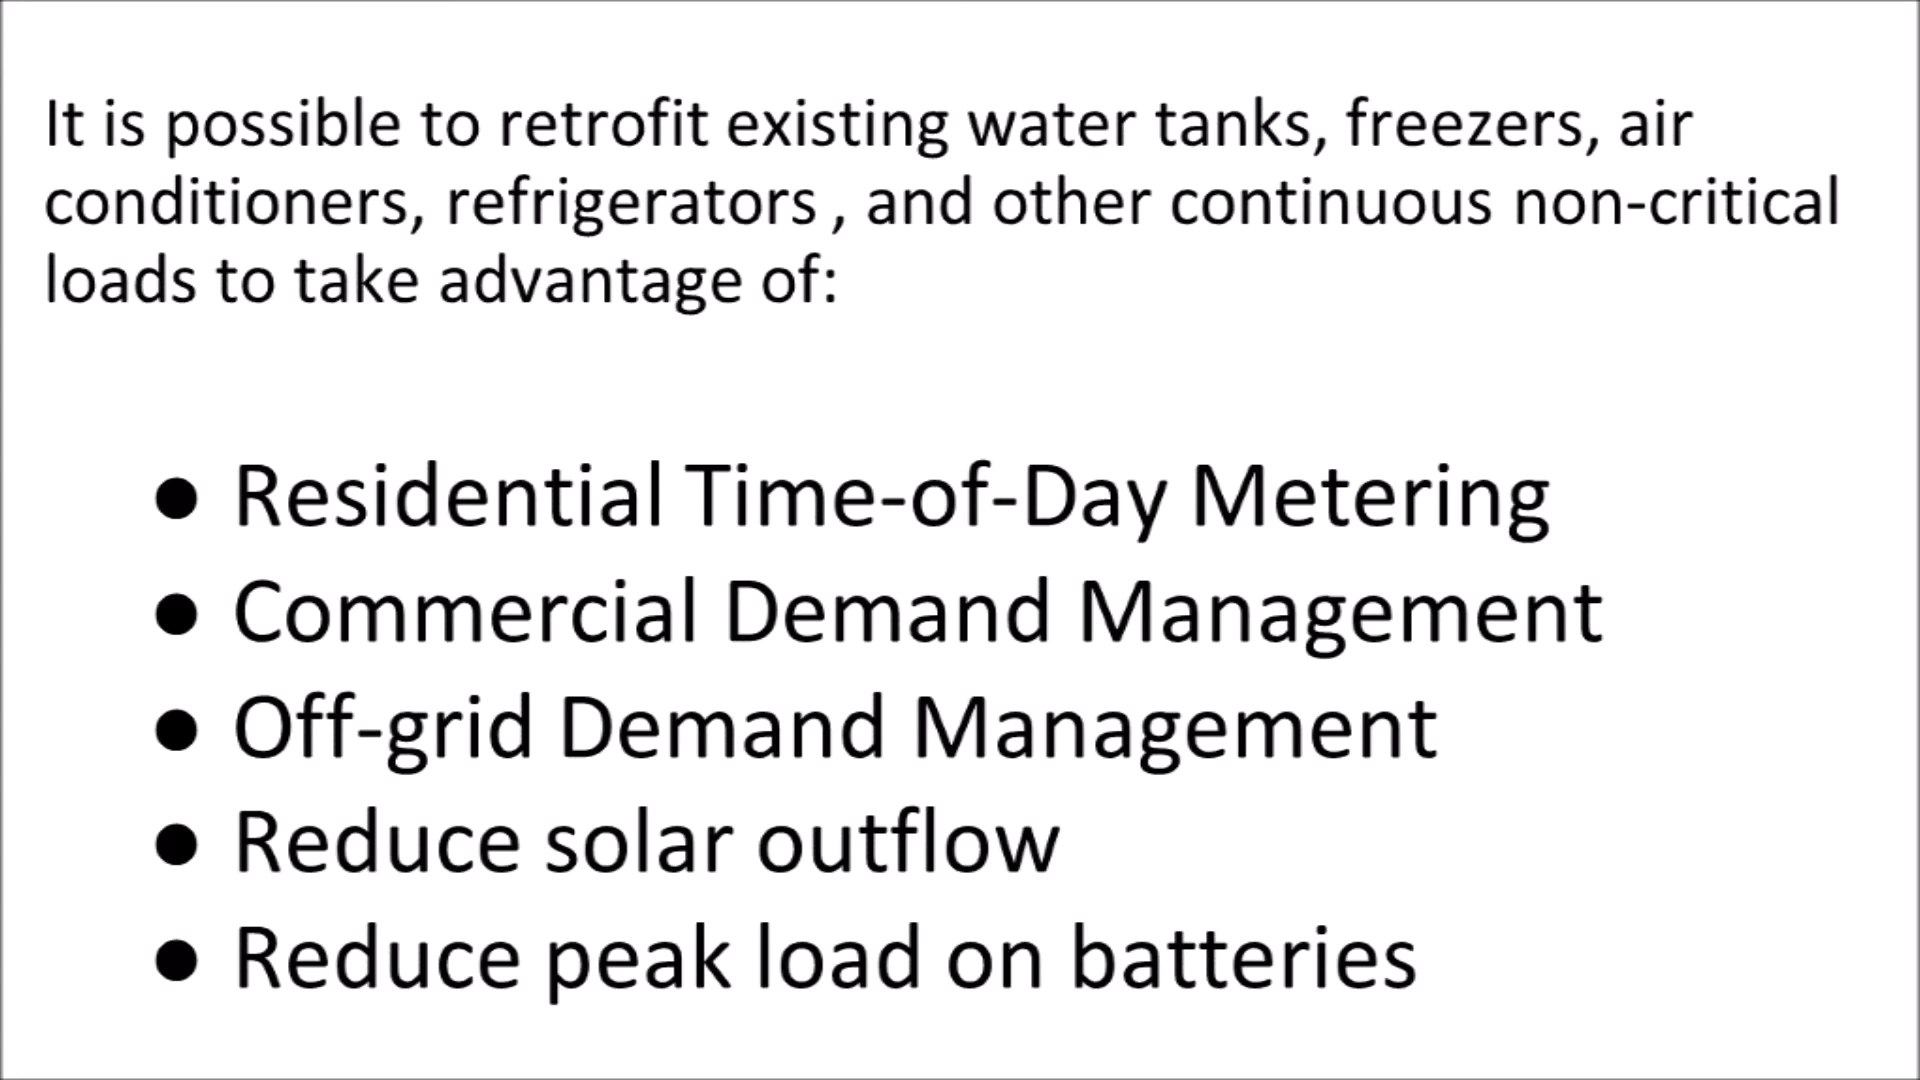 It is possible to retrofit existing water tanks, freezers, air
conditioners, refrigerators , and other continuous non-critical
loads to take advantage of:
● Residential Time-of-Day Metering
● Commercial Demand Management
● Off-grid Demand Management
● Reduce solar outflow
● Reduce peak load on batteries